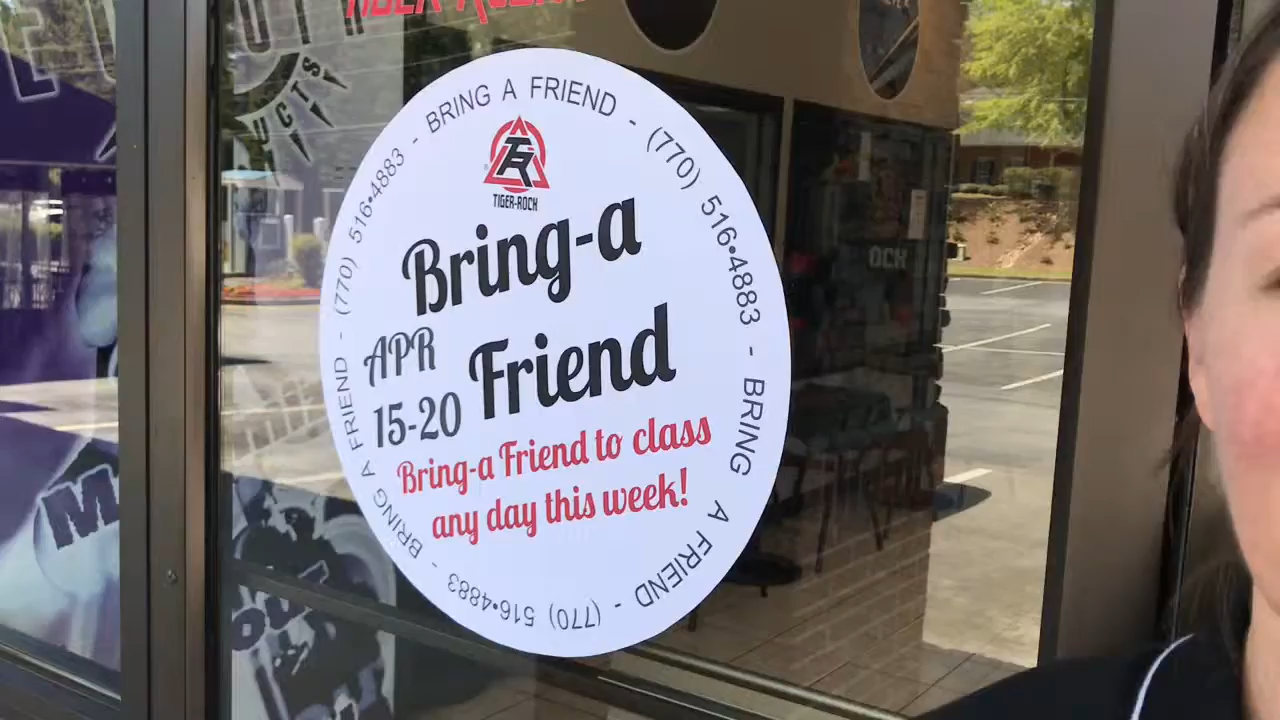 BRING A FRIEND - (770) 516•4883 - BRING A FRIEND - (770) 516•4883 - BRING A FRIEND - (770) 516•4883 -
TIGER-ROCK
Bring-a
Friend
APR
15-20
Bring-a Friend to class
any day this week!
OCK